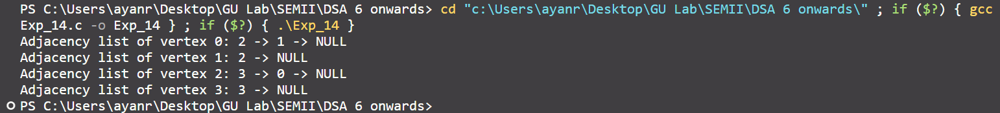 PS C:\Users\ayanr\Desktop\GU Lab\SEMII\DSA 6 onwards> cd "c:\Users\ayanr\Desktop\GU Lab\SEMII\DSA 6 onwards\" ; if ($?) { gcc
Exp_14.c -o Exp_14 } ; if ($?) { .\Exp_14 }
Adjacency list of vertex 0: 2 -> 1 -> NULL
Adjacency list of vertex 1: 2 -> NULL
Adjacency list of vertex 2: 3 -> 0 -> NULL
Adjacency list of vertex 3: 3 -> NULL
PS C:\Users\ayanr\Desktop\GU Lab\SEMII\DSA 6 onwards>